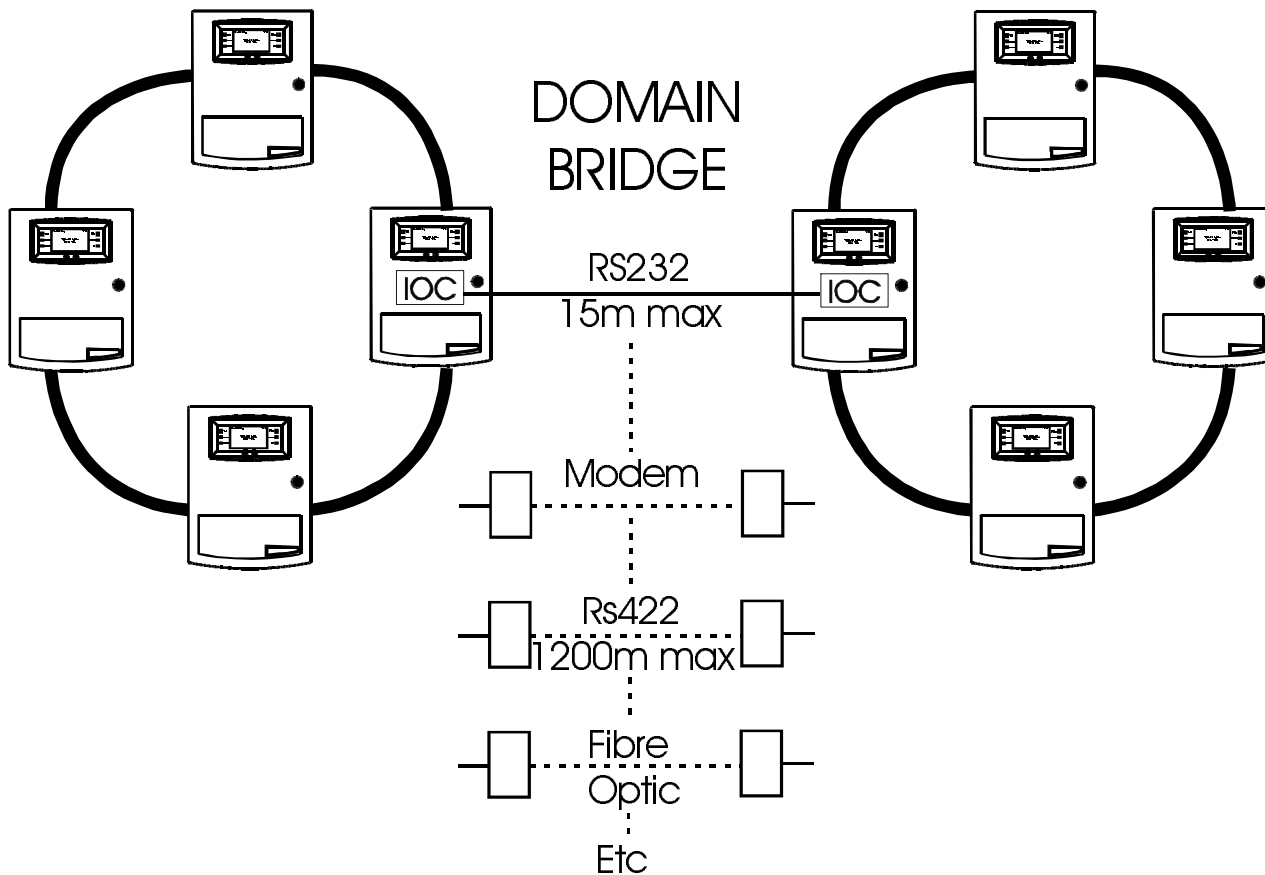 DOMAIN
BRIDGE
RS232
IOC
IOC
15m max
Modem
Rs422
1200m max
Fibre
Optic
Etc